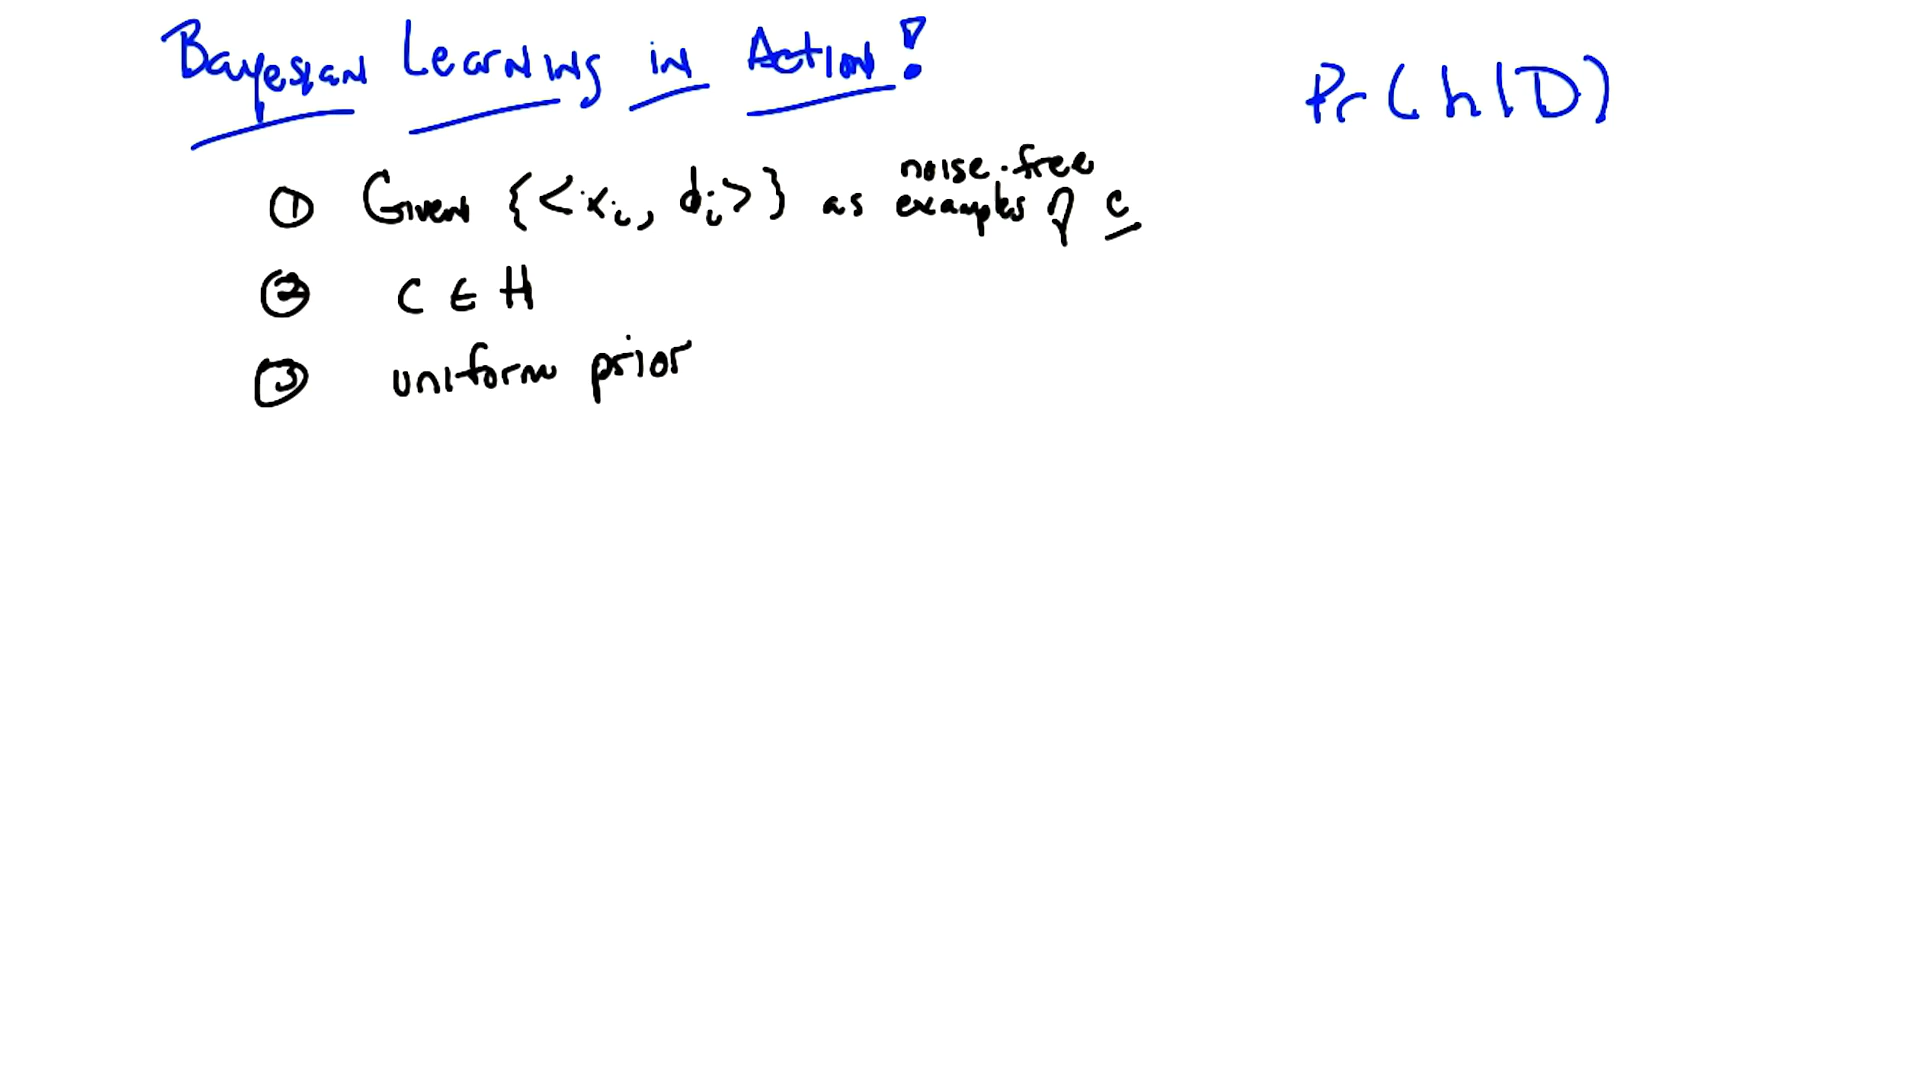 Bayesian Learning in Action!
Pr(h|D)
① Given {<xᵢ, dᵢ>} as noise-free examples of c
② c ∈ H
③ uniform prior